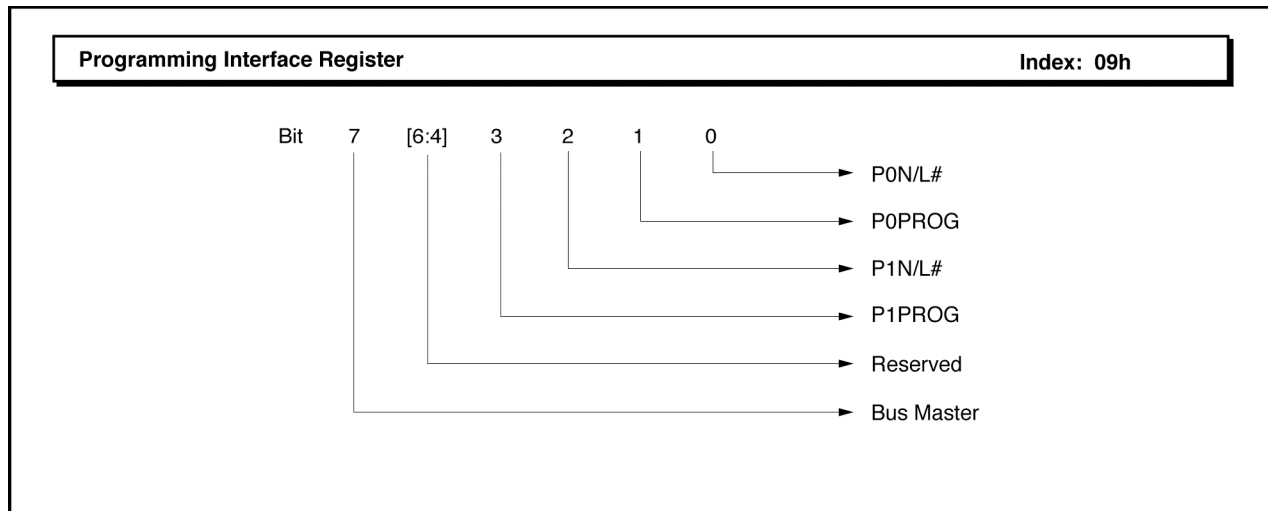 Programming Interface Register Index: 09h
Bit 7 [6:4] 3 2 1 0
P0N/L#
P0PROG
P1N/L#
P1PROG
Reserved
Bus Master